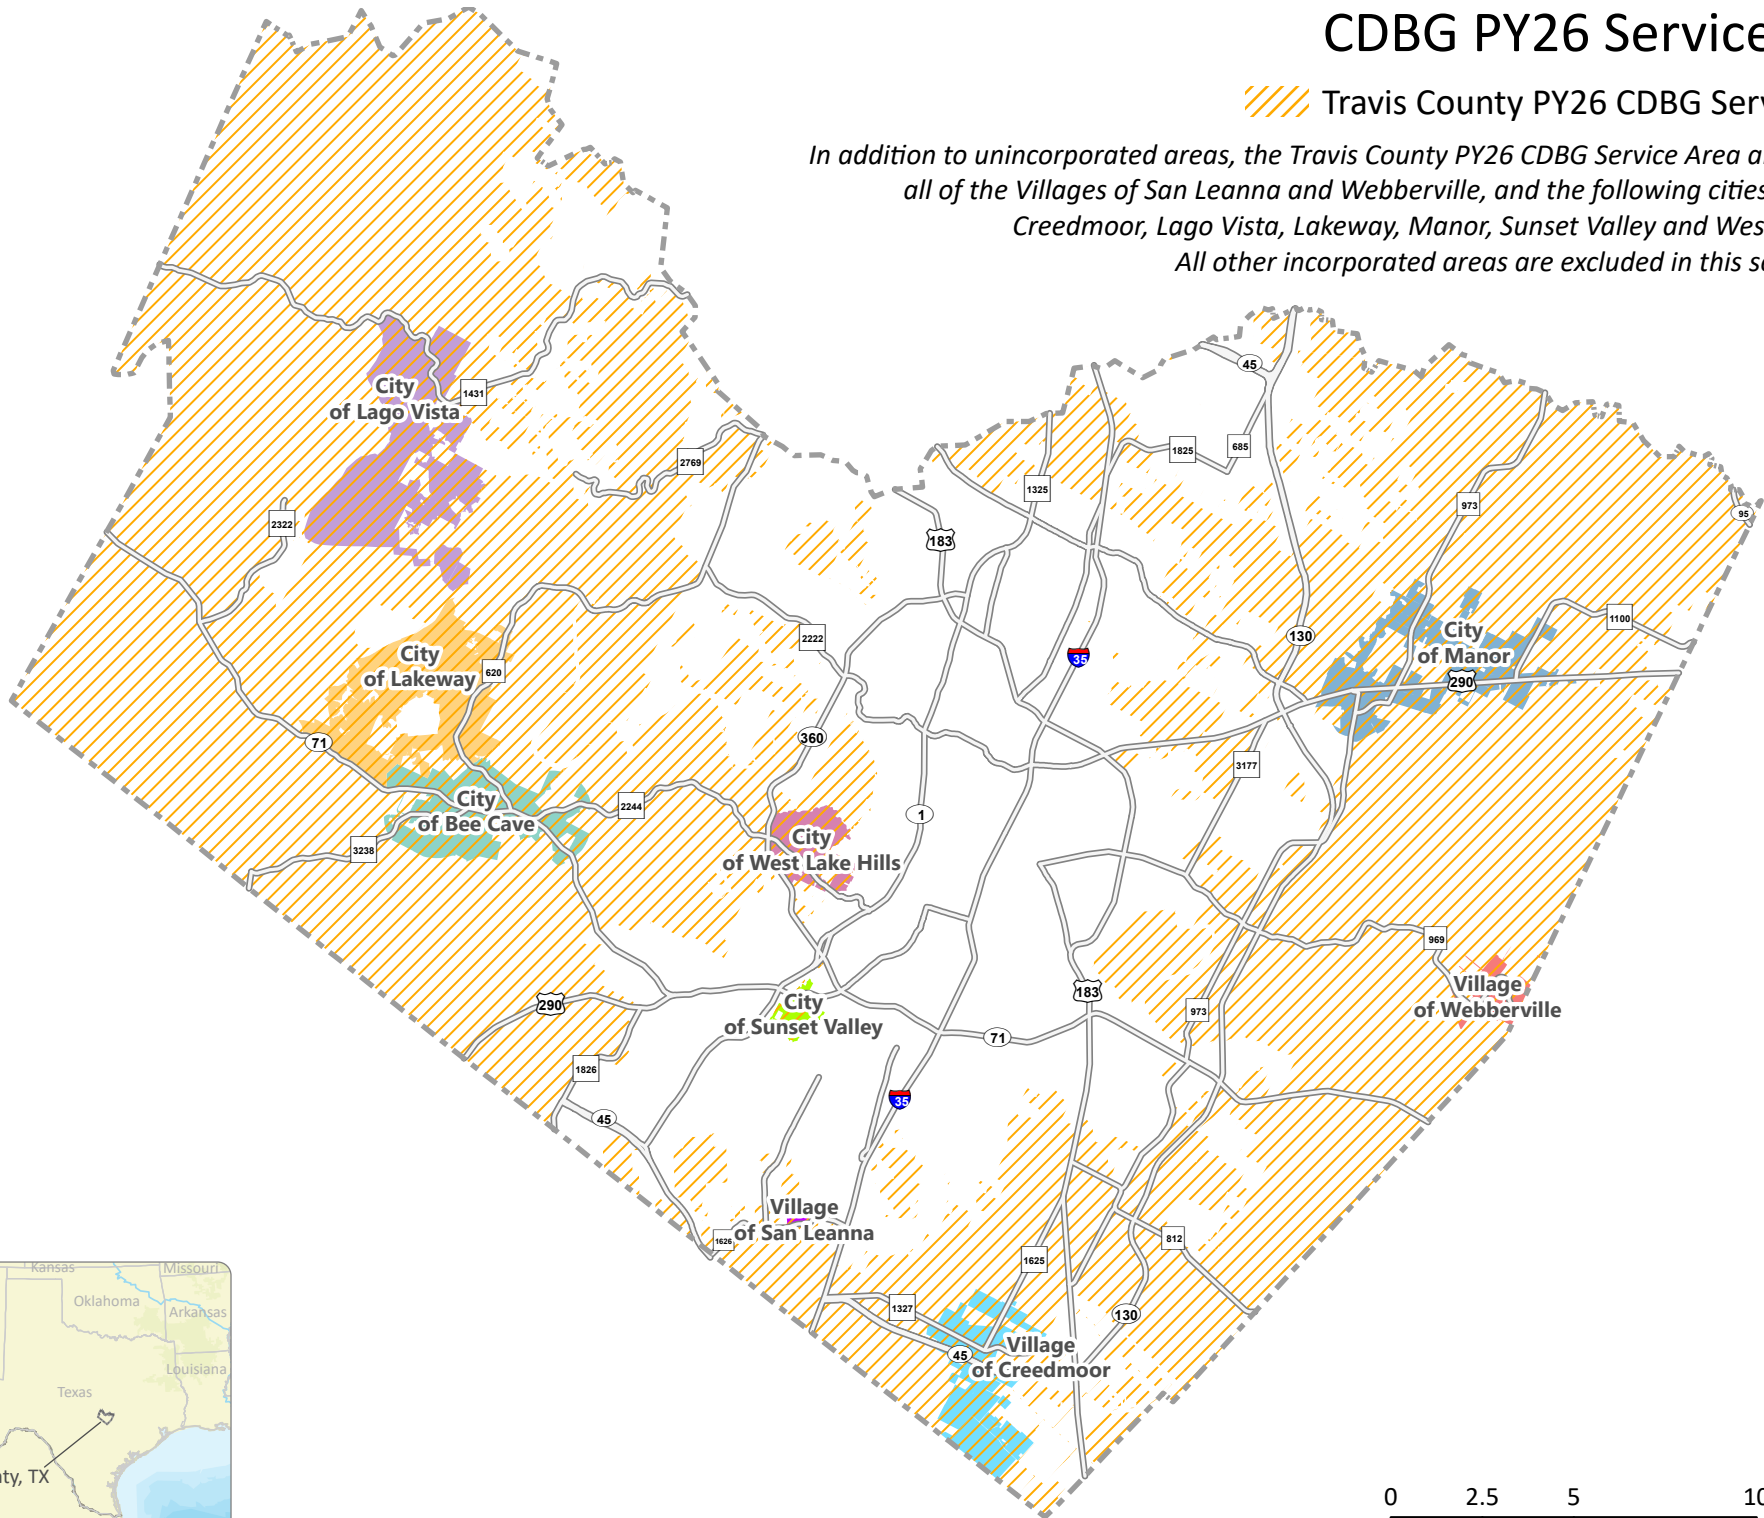 CDBG PY26 Service
Travis County PY26 CDBG Serv
In addition to unincorporated areas, the Travis County PY26 CDBG Service Area a
all of the Villages of San Leanna and Webberville, and the following cities
Creedmoor, Lago Vista, Lakeway, Manor, Sunset Valley and Wes
All other incorporated areas are excluded in this s
45
City
of Lago Vista
1431
1825
685
2769
1325
973
95
2322
183
1100
City
of Manor
130
2222
35
City
of Lakeway
620
290
360
71
3177
City
of Bee Cave
2244
1
3238
City
of West Lake Hills
969
Village
of Webberville
290
City
of Sunset Valley
183
973
71
1826
35
45
Village
of San Leanna
1626
812
1625
1327
130
45
Village
of Creedmoor
Kansas
Missouri
Oklahoma
Arkansas
Louisiana
Texas
nty, TX
0 2.5 5 10